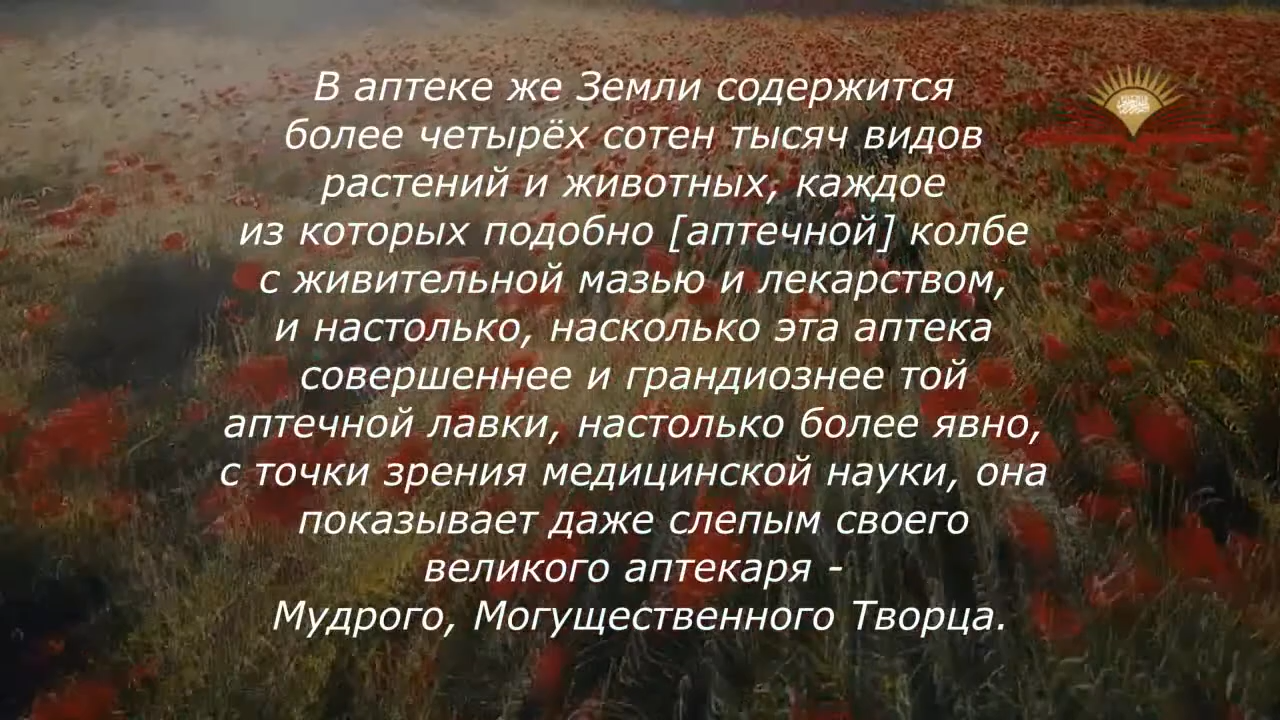 В аптеке же Земли содержится
более четырёх сотен тысяч видов
растений и животных, каждое
из которых подобно [аптечной] колбе
с живительной мазью и лекарством,
и настолько, насколько эта аптека
совершеннее и грандиознее той
аптечной лавки, настолько более явно,
с точки зрения медицинской науки, она
показывает даже слепым своего
великого аптекаря -
Мудрого, Могущественного Творца.